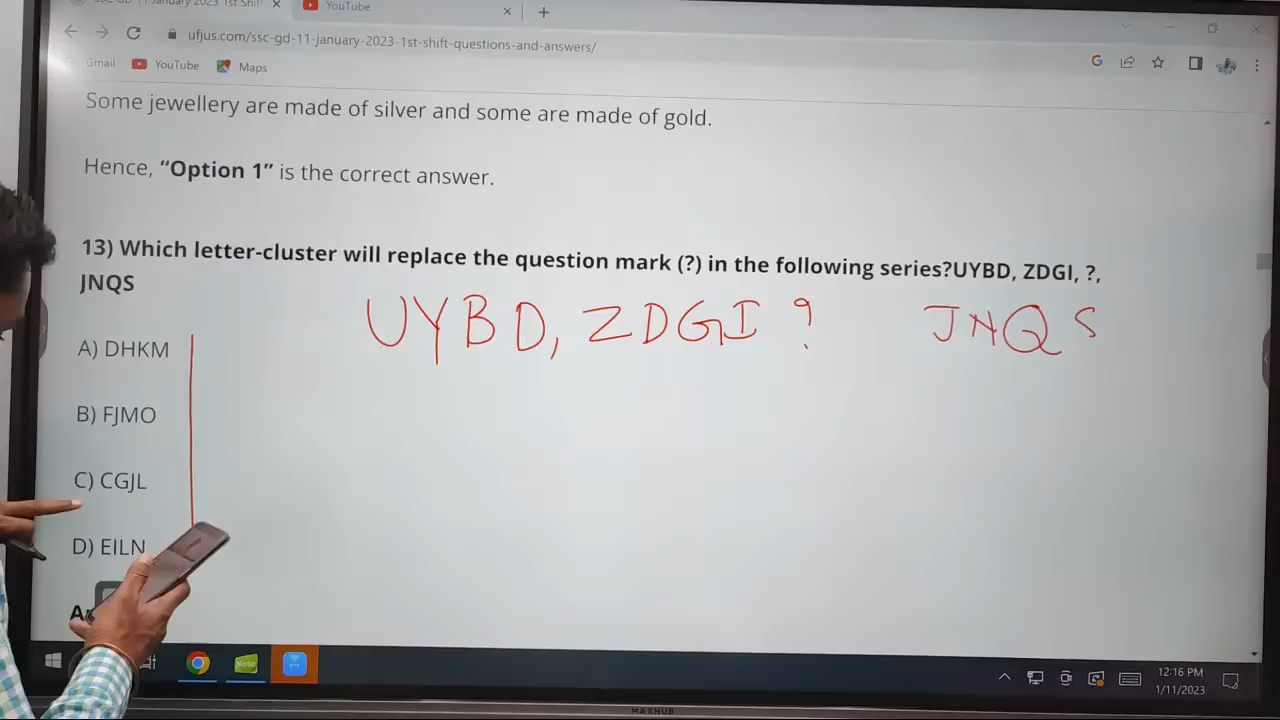 YouTube
ufjus.com/ssc-gd-11-january-2023-1st-shift-questions-and-answers/
Gmail YouTube Maps
Some jewellery are made of silver and some are made of gold.
Hence, “Option 1” is the correct answer.
13) Which letter-cluster will replace the question mark (?) in the following series?UYBD, ZDGI, ?,
JNQS
UYBD, ZDGI ? JNQS
A) DHKM
B) FJMO
C) CGJL
D) EILN
Note
12:16 PM
1/11/2023
MAXHUB